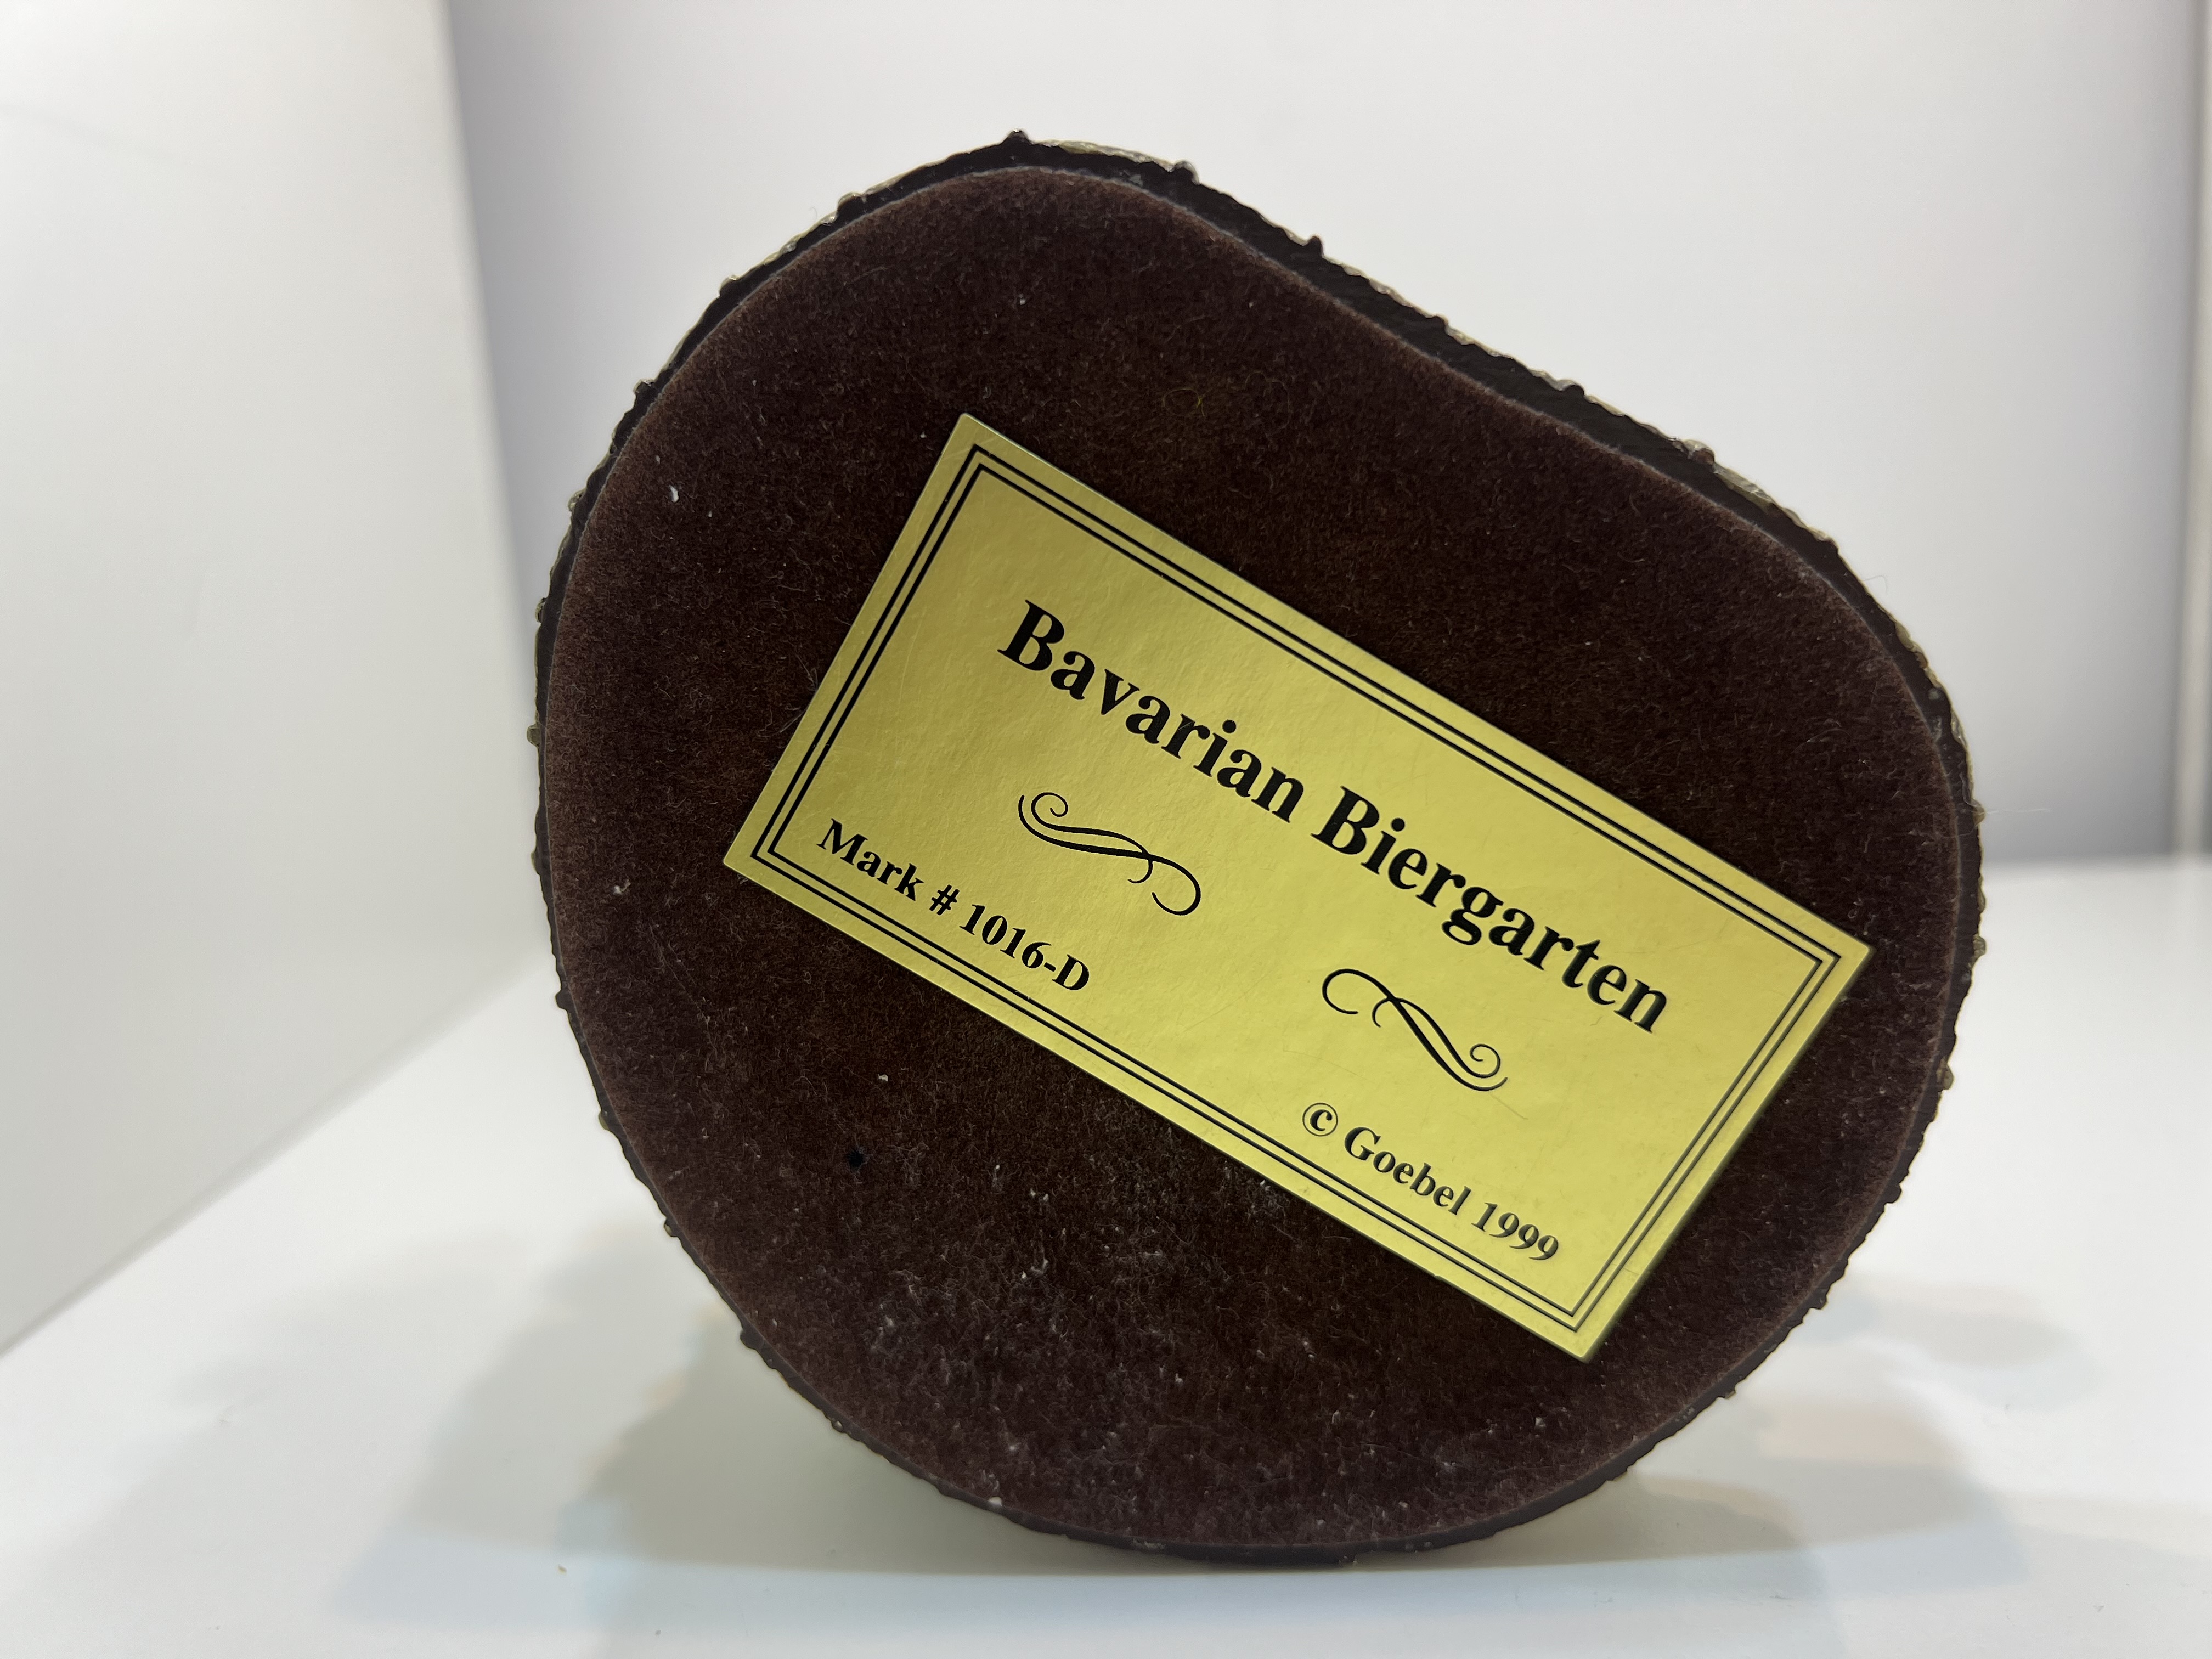 Bavarian Biergarten
Mark # 1016-D
© Goebel 1999